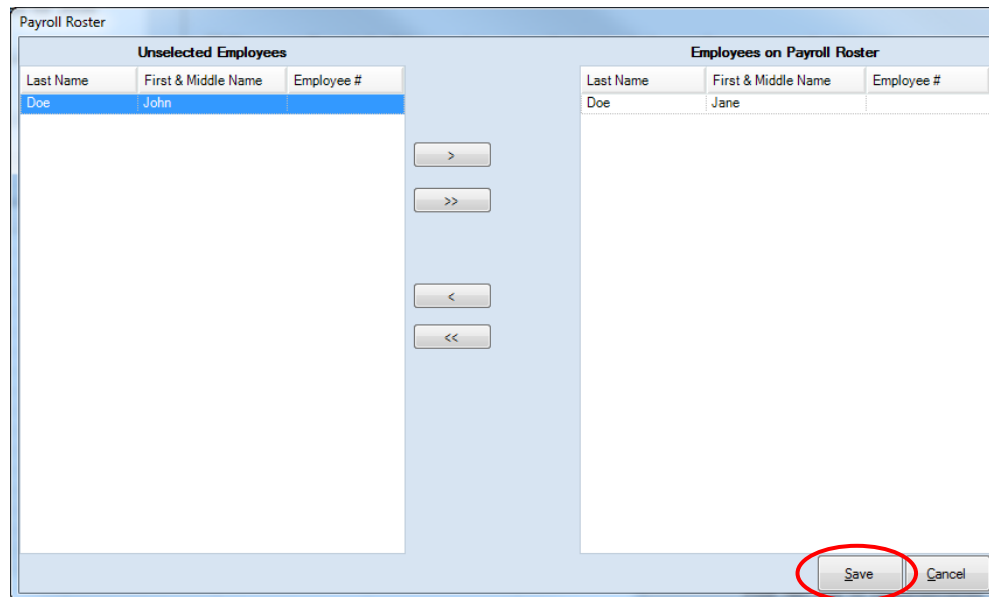 Payroll Roster
Unselected Employees
Employees on Payroll Roster
Last Name First & Middle Name Employee #
Last Name First & Middle Name Employee #
Doe John
Doe Jane
>
>>
<
<<
Save Cancel